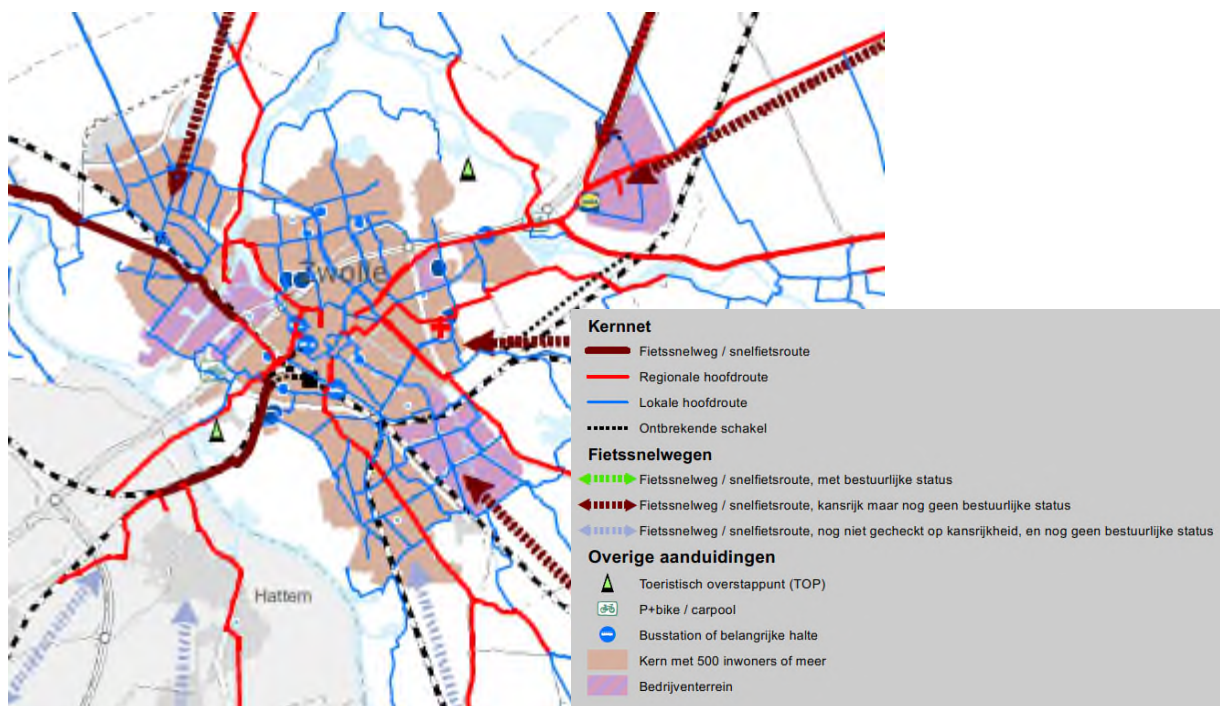 Zwolle
Hattem
Kernnet
Fietssnelweg / snelfietsroute
Regionale hoofdroute
Lokale hoofdroute
Ontbrekende schakel
Fietssnelwegen
Fietssnelweg / snelfietsroute, met bestuurlijke status
Fietssnelweg / snelfietsroute, kansrijk maar nog geen bestuurlijke status
Fietssnelweg / snelfietsroute, nog niet gecheckt op kansrijkheid, en nog geen bestuurlijke status
Overige aanduidingen
Toeristisch overstappunt (TOP)
P+bike / carpool
Busstation of belangrijke halte
Kern met 500 inwoners of meer
Bedrijventerrein